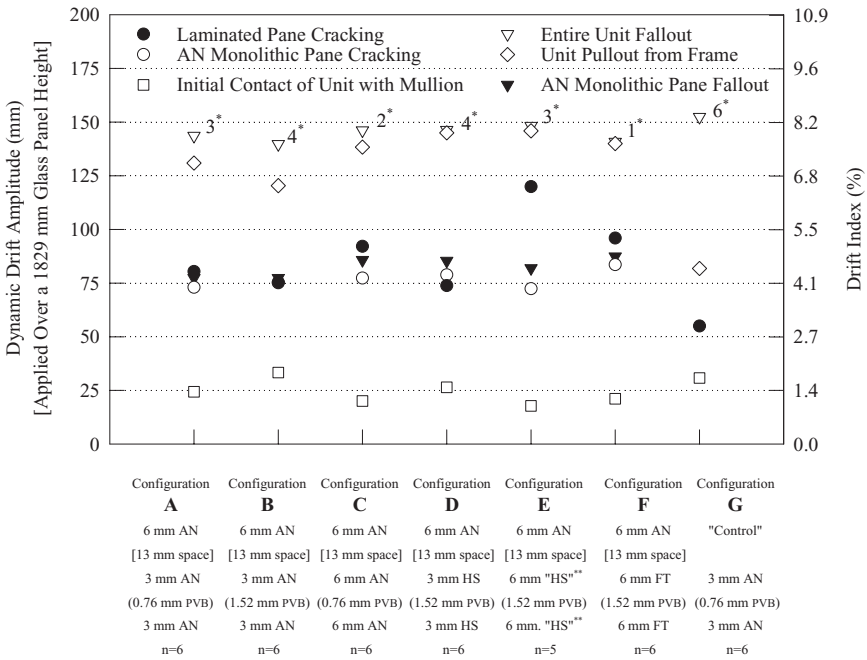 Dynamic Drift Amplitude (mm)
[Applied Over a 1829 mm Glass Panel Height]
200
175
150
125
100
75
50
25
0
Laminated Pane Cracking
AN Monolithic Pane Cracking
Initial Contact of Unit with Mullion
Entire Unit Fallout
Unit Pullout from Frame
AN Monolithic Pane Fallout
3*
4*
2*
4*
3*
1*
6*
10.9
9.6
8.2
6.8
5.5
4.1
2.7
1.4
0.0
Drift Index (%)
Configuration
A
6 mm AN
[13 mm space]
3 mm AN
(0.76 mm PVB)
3 mm AN
n=6
Configuration
B
6 mm AN
[13 mm space]
3 mm AN
(1.52 mm PVB)
3 mm AN
n=6
Configuration
C
6 mm AN
[13 mm space]
6 mm AN
(0.76 mm PVB)
6 mm AN
n=6
Configuration
D
6 mm AN
[13 mm space]
3 mm HS
(1.52 mm PVB)
3 mm HS
n=6
Configuration
E
6 mm AN
[13 mm space]
6 mm "HS"**
(1.52 mm PVB)
6 mm. "HS"**
n=5
Configuration
F
6 mm AN
[13 mm space]
6 mm FT
(1.52 mm PVB)
6 mm FT
n=6
Configuration
G
"Control"
3 mm AN
(0.76 mm PVB)
3 mm AN
n=6